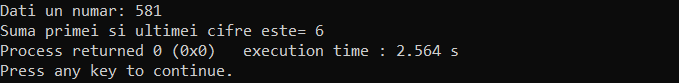 Dati un numar: 581
Suma primei si ultimei cifre este= 6
Process returned 0 (0x0)   execution time : 2.564 s
Press any key to continue.